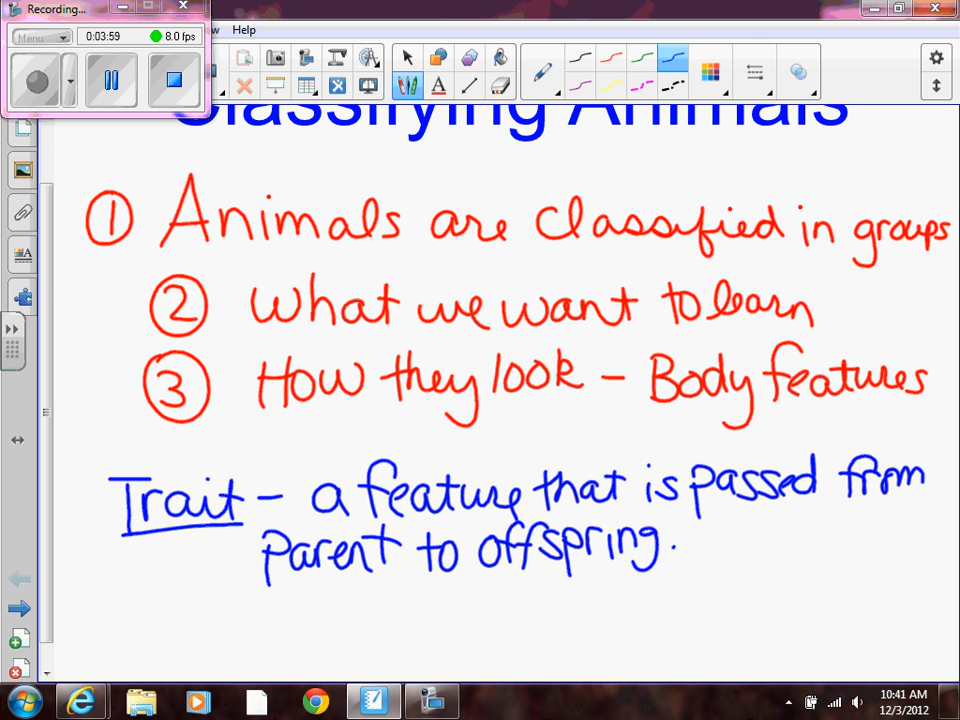 Recording...
Menu
0:03:59
8.0 fps
Help
Classifying Animals
1 Animals are classified in groups
2 What we want to learn
3 How they look - Body features
Trait - a feature that is passed from
parent to offspring.
10:41 AM
12/3/2012